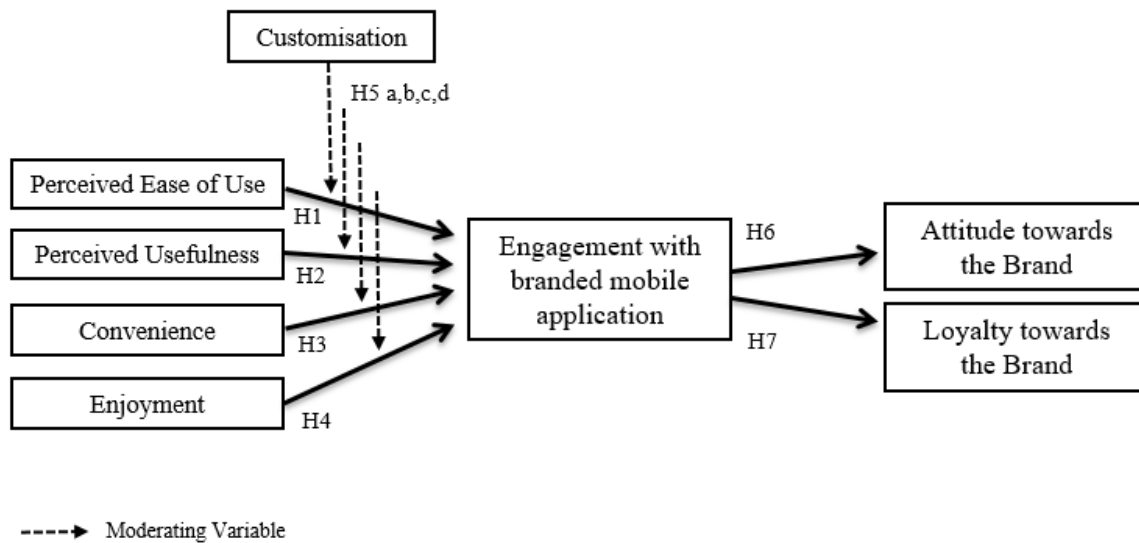 Customisation
H5 a,b,c,d
Perceived Ease of Use
H1
Perceived Usefulness
H2
Convenience
H3
Enjoyment
H4
Engagement with
branded mobile
application
H6
H7
Attitude towards
the Brand
Loyalty towards
the Brand
Moderating Variable